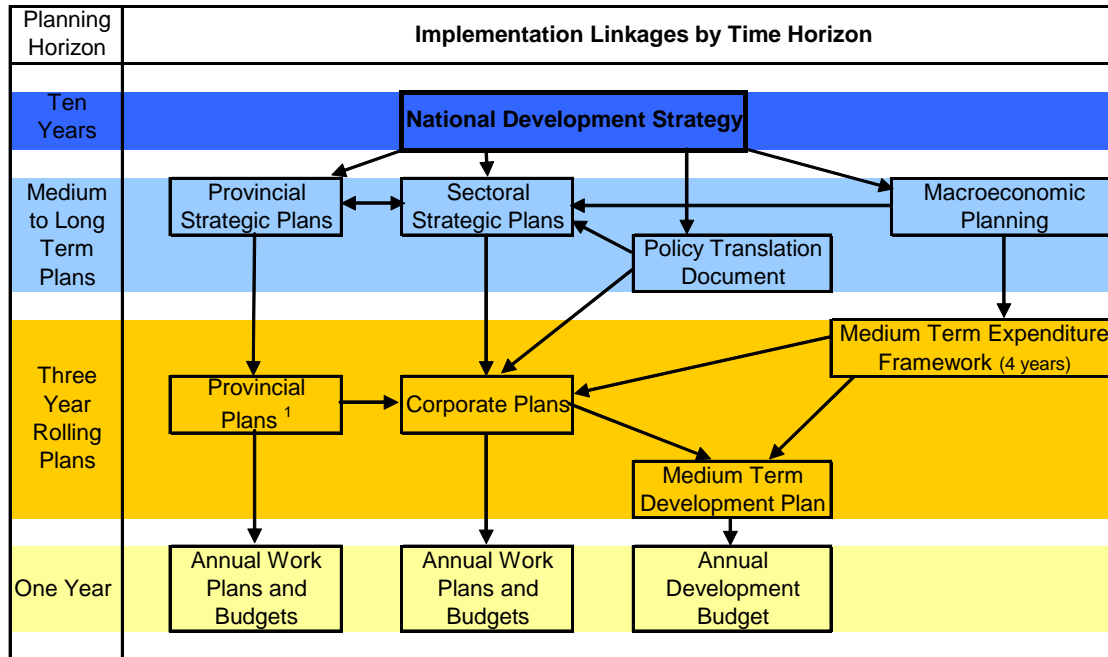 Planning
Horizon
Implementation Linkages by Time Horizon
Ten
Years
National Development Strategy
Medium
to Long
Term
Plans
Provincial
Strategic Plans
Sectoral
Strategic Plans
Macroeconomic
Planning
Policy Translation
Document
Three
Year
Rolling
Plans
Medium Term Expenditure
Framework (4 years)
Provincial
Plans 1
Corporate Plans
Medium Term
Development Plan
One Year
Annual Work
Plans and
Budgets
Annual Work
Plans and
Budgets
Annual
Development
Budget